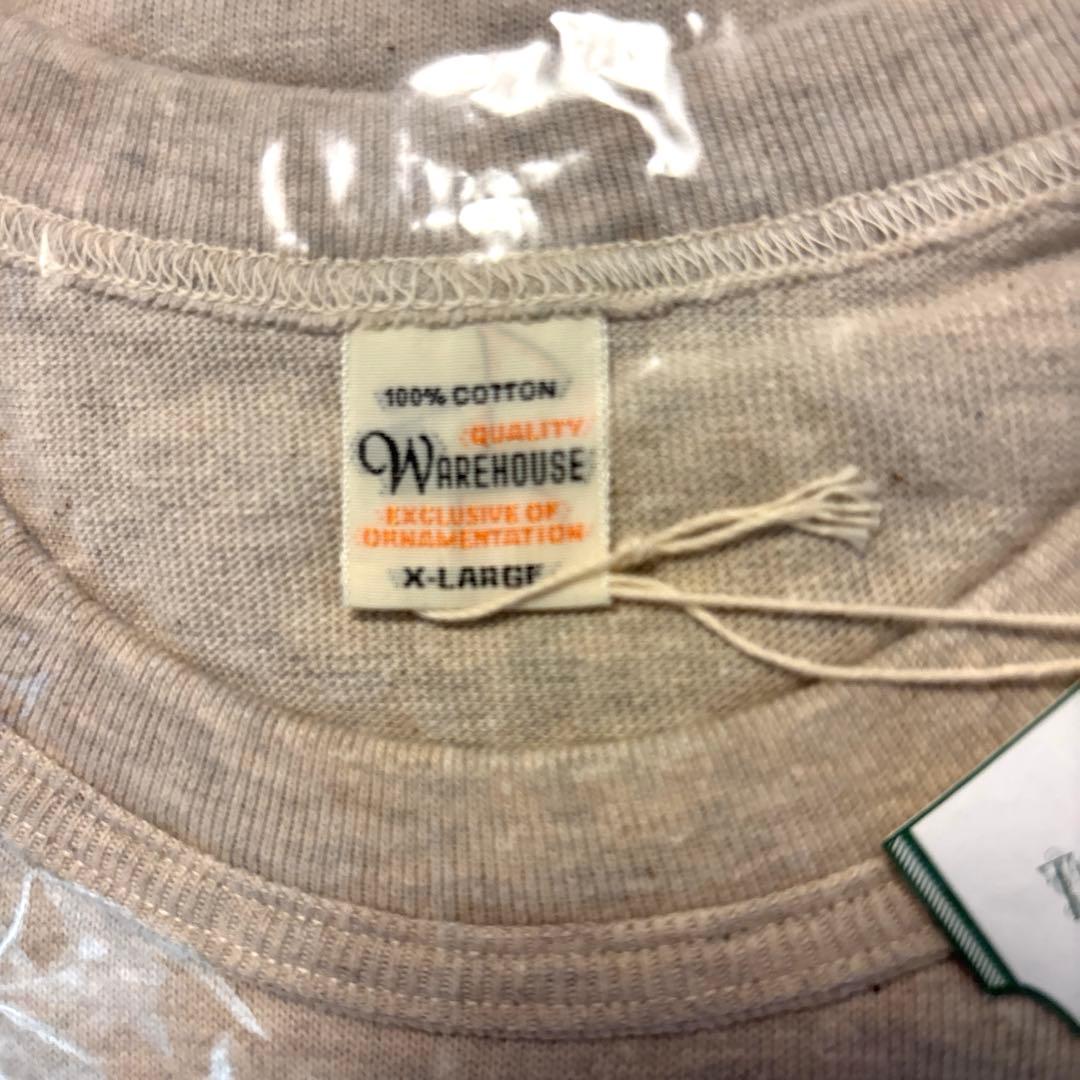 100% COTTON
QUALITY
WAREHOUSE
EXCLUSIVE OF
ORNAMENTATION
X-LARGE